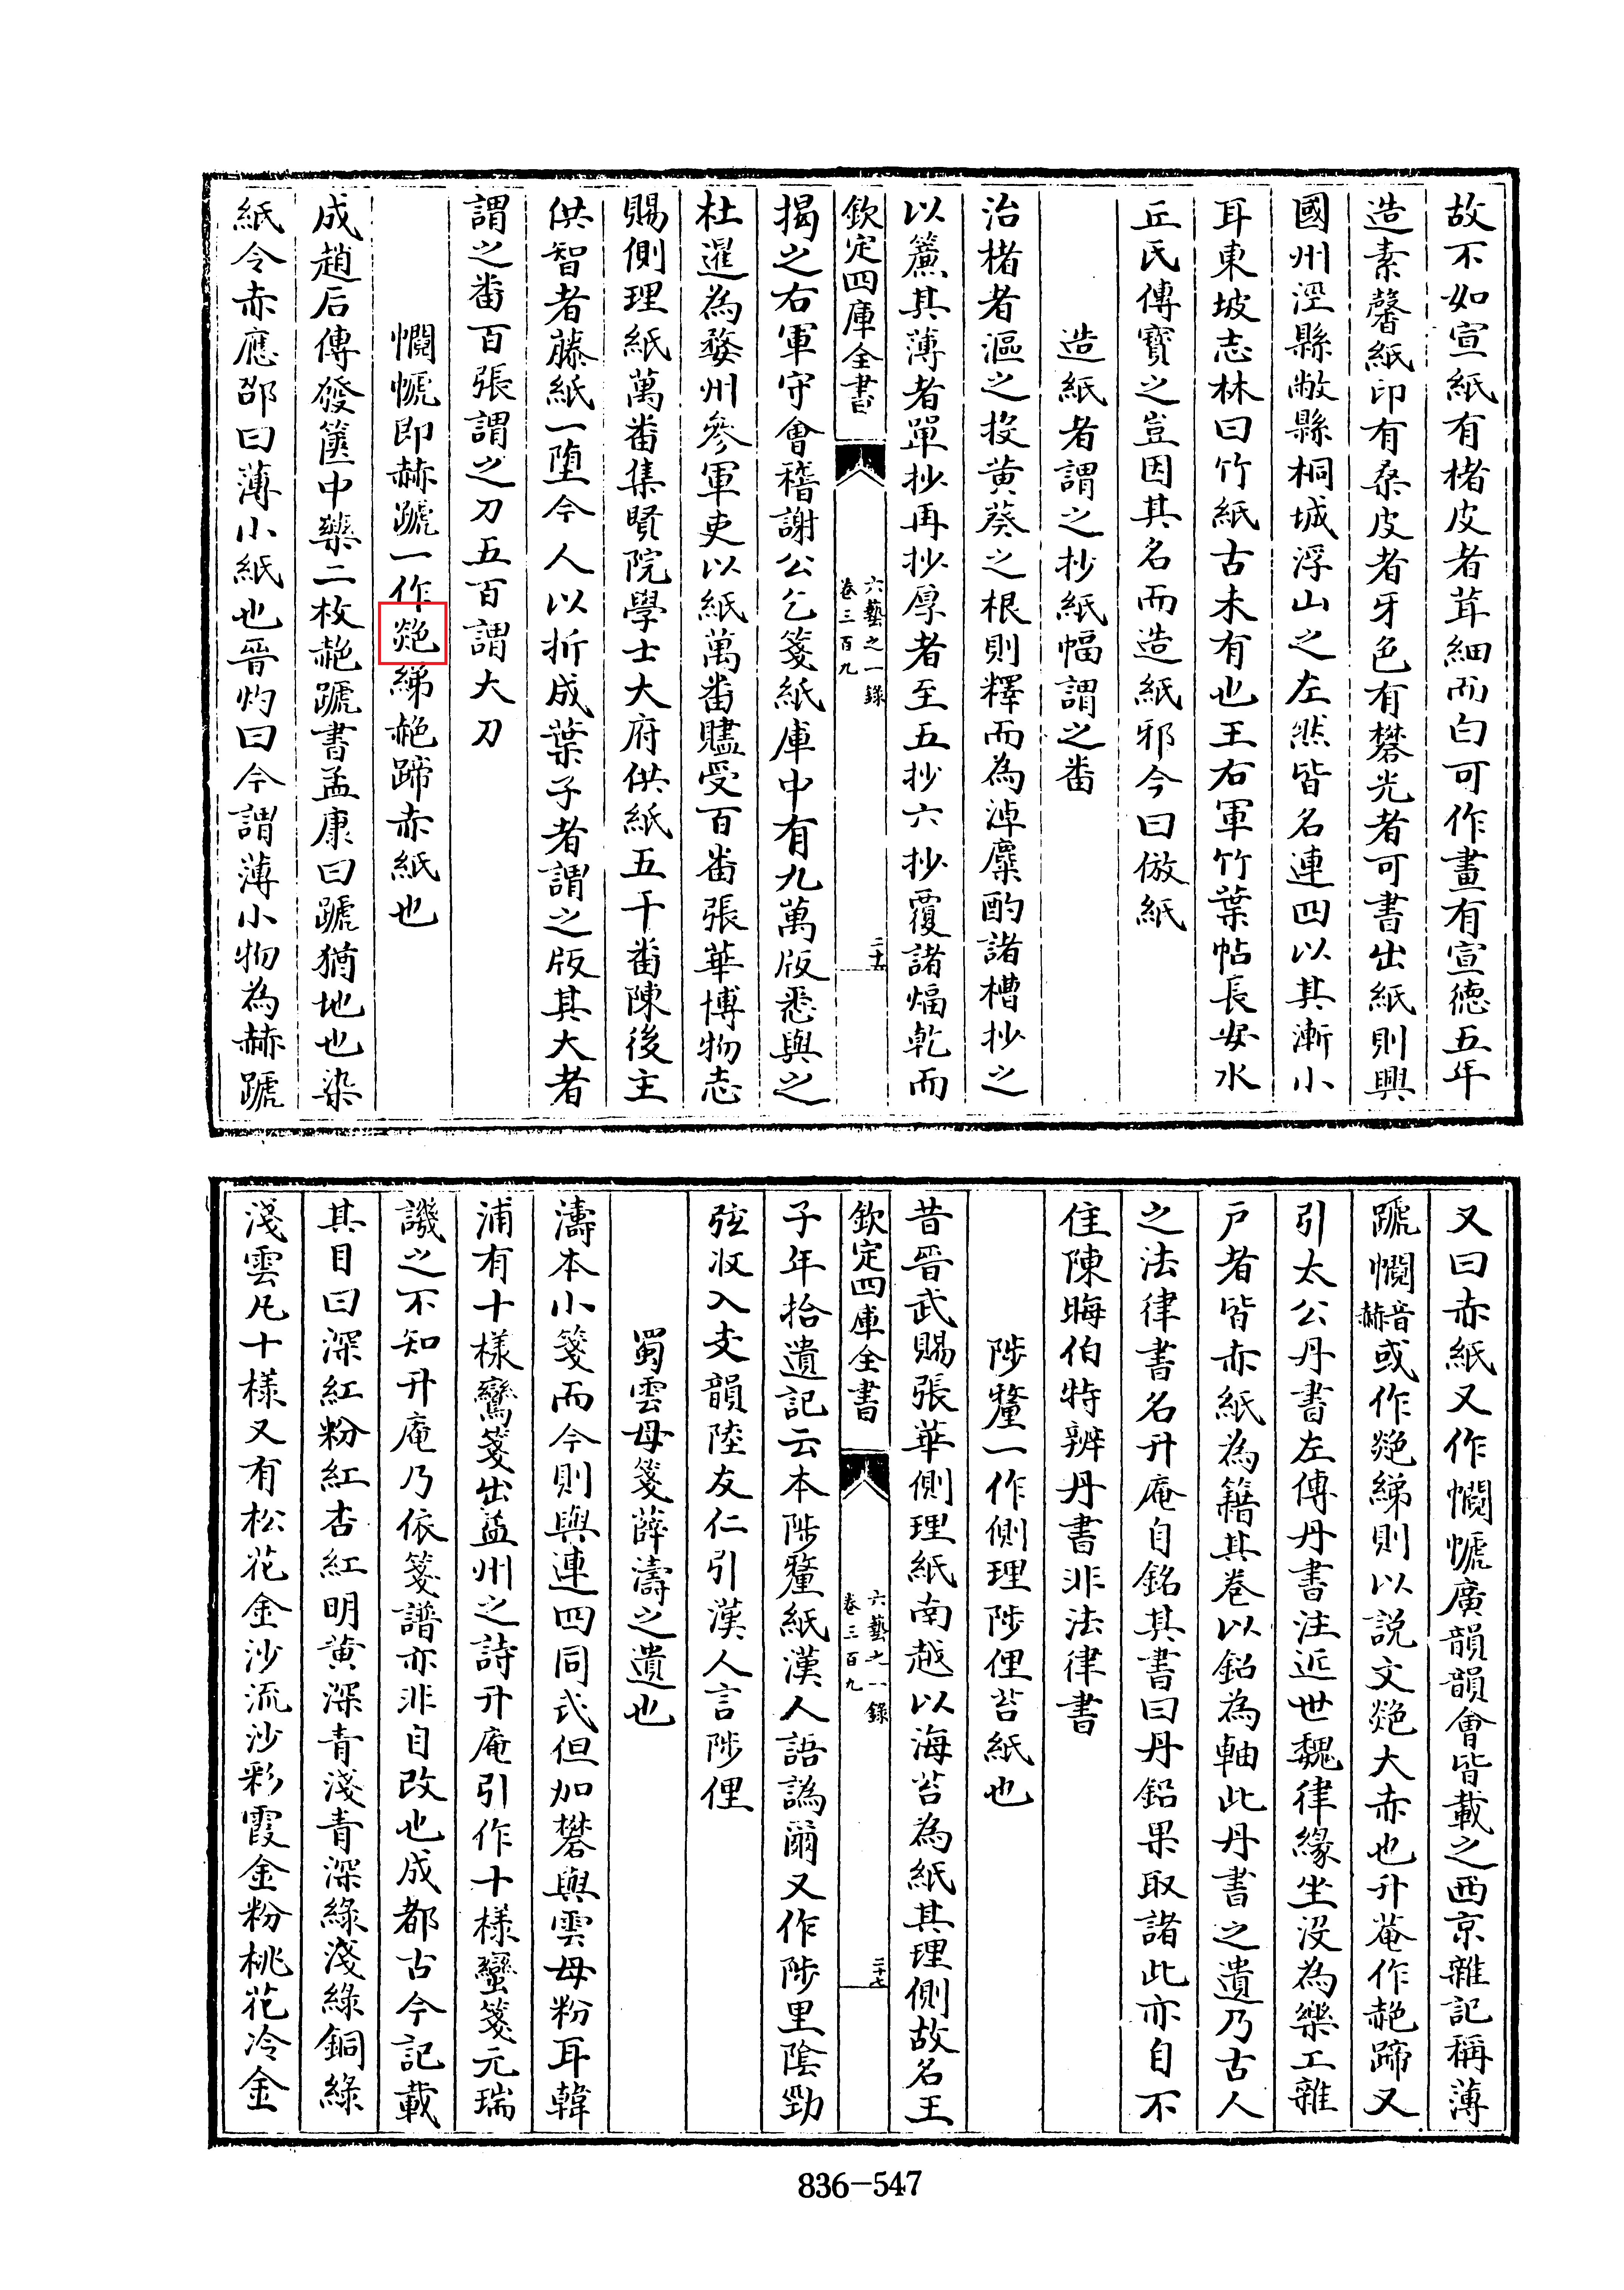 故不如宣紙有楮皮者茸細而白可作畫有宣德五年
造素馨紙印有桑皮者牙色有礬光者可書出紙則興
國州涇縣敝縣桐城浮山之左然皆名連四以其漸小
耳東坡志林曰竹紙古未有也王右軍竹葉帖長安水
丘氏傳寳之豈因其名而造紙邪今曰倣紙
造紙者謂之抄紙幅謂之番
治楮者漚之投黄葵之根則釋而為淖糜酌諸槽抄之
以簾其薄者單抄再抄厚者至五抄六抄覆諸煏乾而
欽定四庫全書
六藝之一錄
卷三百九
二十五
揭之右軍守會稽謝公乞箋紙庫中有九萬版悉與之
杜暹為婺州參軍吏以紙萬番贐受百番張華博物志
賜側理紙萬番集賢院學士大府供紙五千番陳後主
供智者藤紙一墮今人以折成葉子者謂之版其大者
謂之番百張謂之刀五百謂大刀
憪㡗即赫蹏一作赩綈赩蹄赤紙也
成趙后傳發篋中藥二枚赩蹏書孟康曰蹏猶地也染
紙令赤應邵曰薄小紙也晉灼曰今謂薄小物為赫蹏
又曰赤紙又作憪㡗廣韻韻會皆載之西京雜記稱薄
蹏憪音赫或作赩綈則以説文赩大赤也升菴作赩蹄又
引太公丹書左傳丹書注近世魏律緣坐沒為樂工雜
戸者皆亦紙為籍其卷以鉛為軸此丹書之遺乃古人
之法律書名升庵自銘其書曰丹鉛果取諸此亦自不
住陳晦伯特辨丹書非法律書
陟釐一作側理陟俚苔紙也
昔晉武賜張華側理紙南越以海苔為紙其理側故名王
欽定四庫全書
六藝之一錄
卷三百九
二十七
子年拾遺記云本陟釐紙漢人語譌爾又作陟里陰勁
弦収入支韻陸友仁引漢人言陟俚
蜀雲母箋薛濤之遺也
濤本小箋而今則與連四同式但加礬與雲母粉耳韓
浦有十樣鸞箋出益州之詩升庵引作十樣蠻箋元瑞
譏之不知升庵乃依箋譜亦非自改也成都古今記載
其目曰深紅粉紅杏紅明黄深青淺青深綠淺綠銅綠
淺雲凡十樣又有松花金沙流沙彩霞金粉桃花冷金
836-547